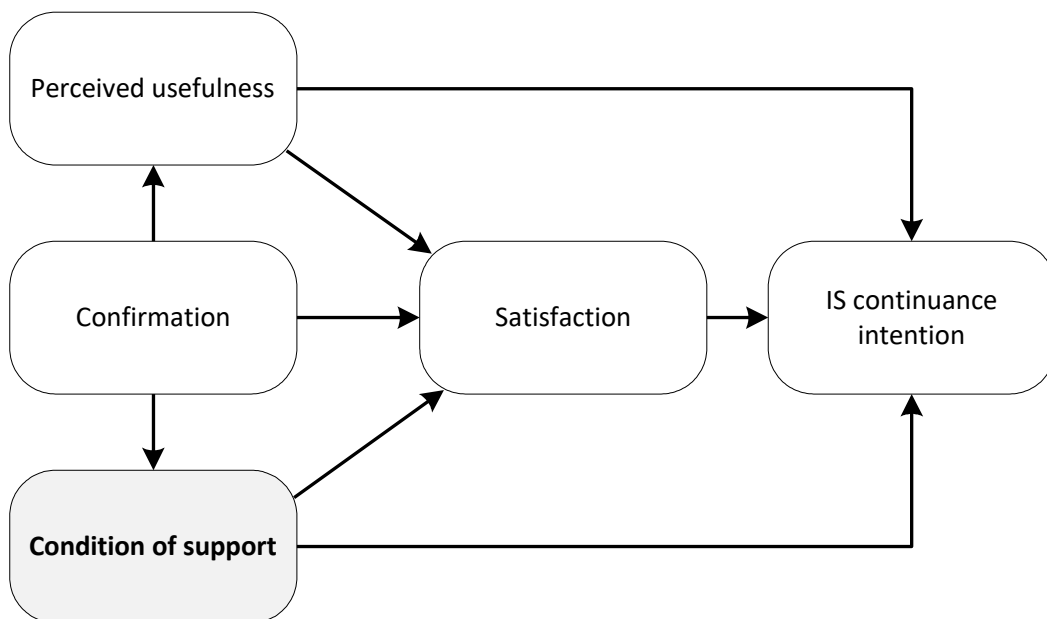 Perceived usefulness
Confirmation
Satisfaction
IS continuance
intention
Condition of support